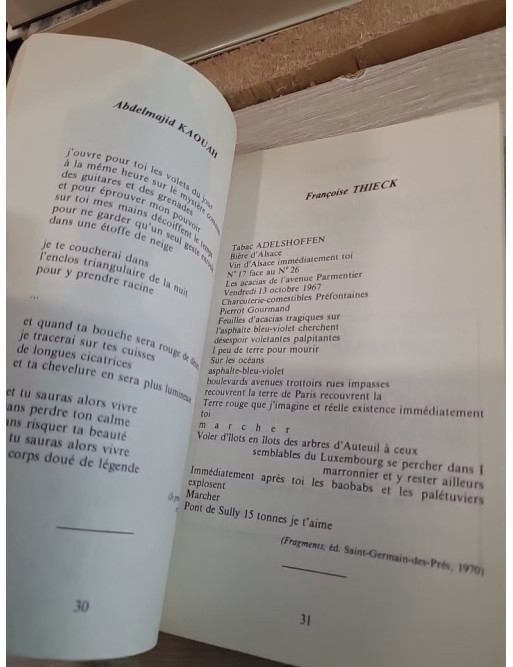 Abdelmajid KAOUAH
j'ouvre pour toi les volets du jour
à la même heure sur le mystère
des guitares et des grenades
et pour éprouver mon pouvoir
sur toi mes mains décoiffent le temps
pour ne garder qu'un seul geste
dans une étoffe de neige
je te coucherai dans
l'enclos triangulaire de la nuit
pour y prendre racine
...
et quand ta bouche sera rouge de
je tracerai sur tes cuisses
de longues cicatrices
et ta chevelure en sera plus lumineuse
et tu sauras alors vivre
ans perdre ton calme
ans risquer ta beauté
tu sauras alors vivre
corps doué de légende
30
Françoise THIECK
Tabac ADELSHOFFEN
Bière d'Alsace
Vin d'Alsace immédiatement toi
N° 17 face au N° 26
Les acacias de l'avenue Parmentier
Vendredi 13 octobre 1967
Charcuterie-comestibles Préfontaines
Pierrot Gourmand
Feuilles d'acacias tragiques sur
l'asphalte bleu-violet cherchent
désespoir voletantes palpitantes
1 peu de terre pour mourir
Sur les océans
asphalte-bleu-violet
boulevards avenues trottoirs rues impasses
recouvrent la terre de Paris recouvrent la
Terre rouge que j'imagine et réelle existence immédiatement
toi
m a r c h e r
Voler d'îlots en îlots des arbres d'Auteuil à ceux
semblables du Luxembourg se percher dans 1
marronnier et y rester ailleurs
Immédiatement après toi les baobabs et les palétuviers
explosent
Marcher
Pont de Sully 15 tonnes je t'aime
(Fragments, éd. Saint-Germain-des-Prés, 1970)
31